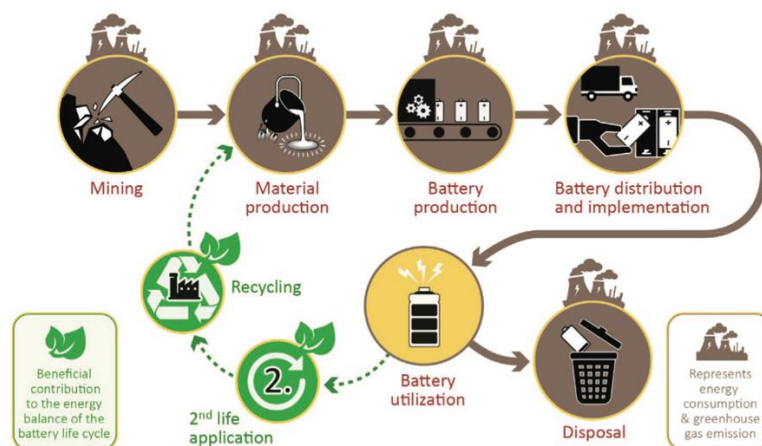 Mining
Material
production
Battery
production
Battery distribution
and implementation
Recycling
Beneficial
contribution
to the energy
balance of the
battery life cycle
2.
2nd life
application
Battery
utilization
Disposal
Represents
energy
consumption
& greenhouse
gas emission